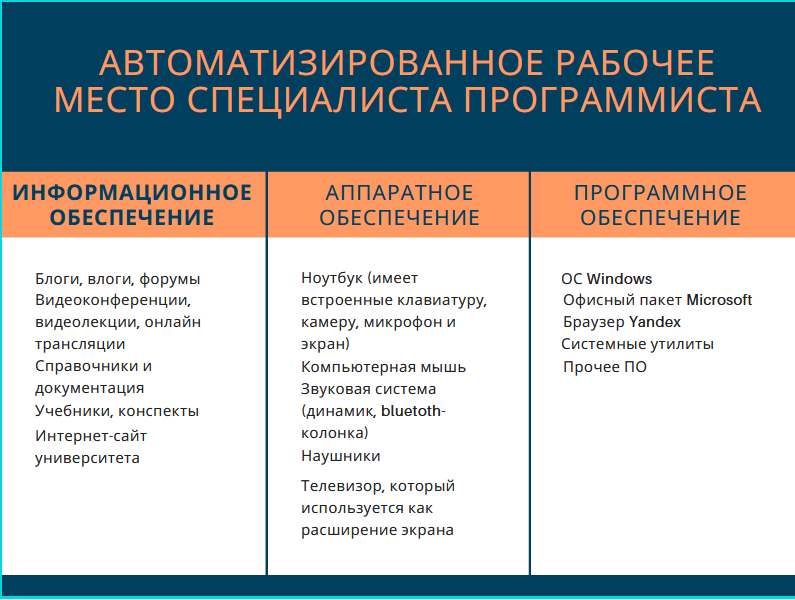 АВТОМАТИЗИРОВАННОЕ РАБОЧЕЕ
МЕСТО СПЕЦИАЛИСТА ПРОГРАММИСТА
ИНФОРМАЦИОННОЕ
ОБЕСПЕЧЕНИЕ
Блоги, влоги, форумы
Видеоконференции,
видеолекции, онлайн
трансляции
Справочники и
документация
Учебники, конспекты
Интернет-сайт
университета
АППАРАТНОЕ
ОБЕСПЕЧЕНИЕ
Ноутбук (имеет
встроенные клавиатуру,
камеру, микрофон и
экран)
Компьютерная мышь
Звуковая система
(динамик, bluetoth-
колонка)
Наушники
Телевизор, который
используется как
расширение экрана
ПРОГРАММНОЕ
ОБЕСПЕЧЕНИЕ
ОС Windows
Офисный пакет Microsoft
Браузер Yandex
Системные утилиты
Прочее ПО